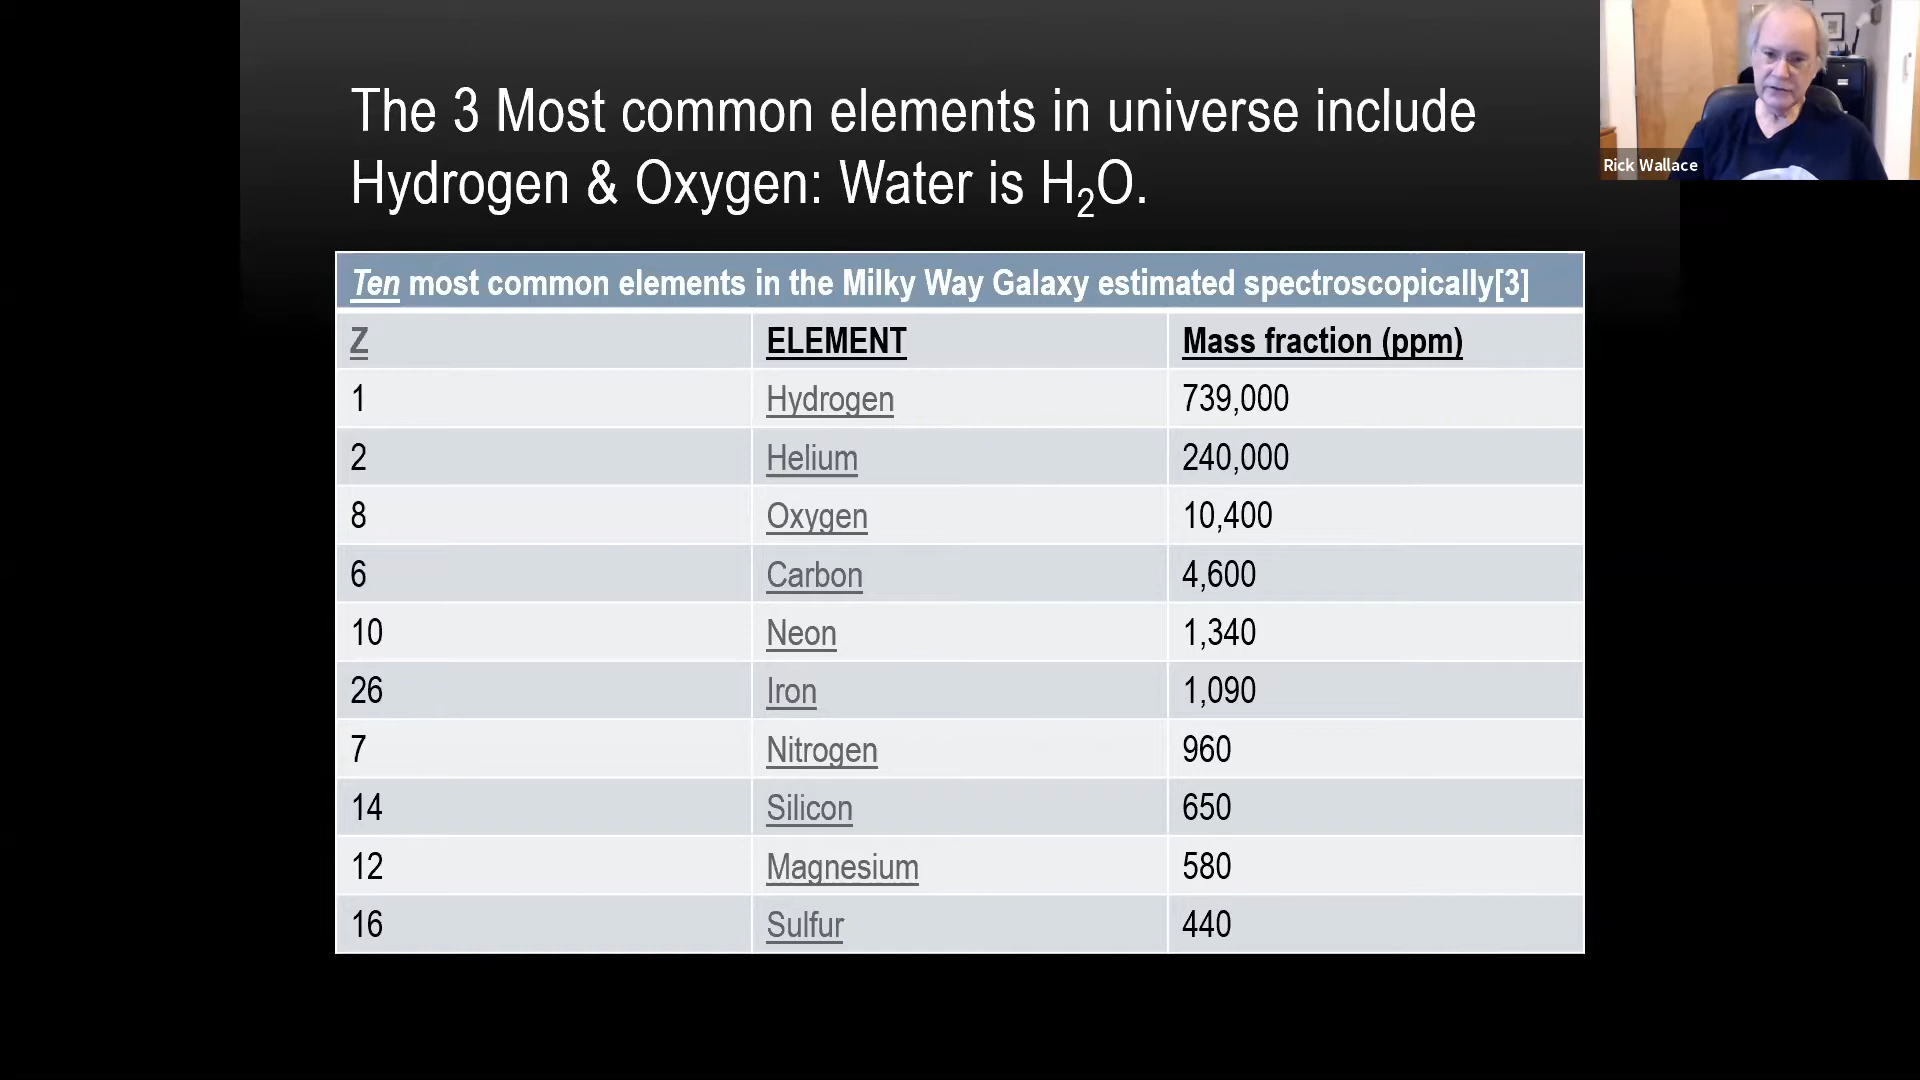 The 3 Most common elements in universe include
Hydrogen & Oxygen: Water is H₂O.
Rick Wallace
Ten most common elements in the Milky Way Galaxy estimated spectroscopically[3]
Z ELEMENT Mass fraction (ppm)
1 Hydrogen 739,000
2 Helium 240,000
8 Oxygen 10,400
6 Carbon 4,600
10 Neon 1,340
26 Iron 1,090
7 Nitrogen 960
14 Silicon 650
12 Magnesium 580
16 Sulfur 440